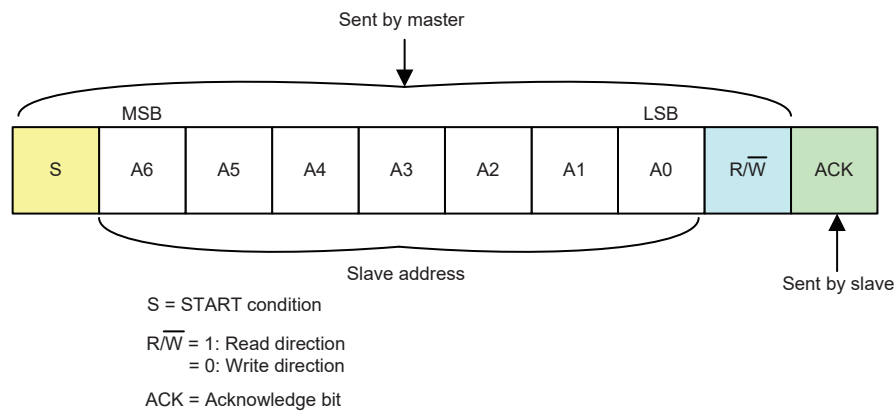 Sent by master
MSB LSB
S A6 A5 A4 A3 A2 A1 A0 R/W̅ ACK
Slave address
Sent by slave
S = START condition
R/W̅ = 1: Read direction
= 0: Write direction
ACK = Acknowledge bit